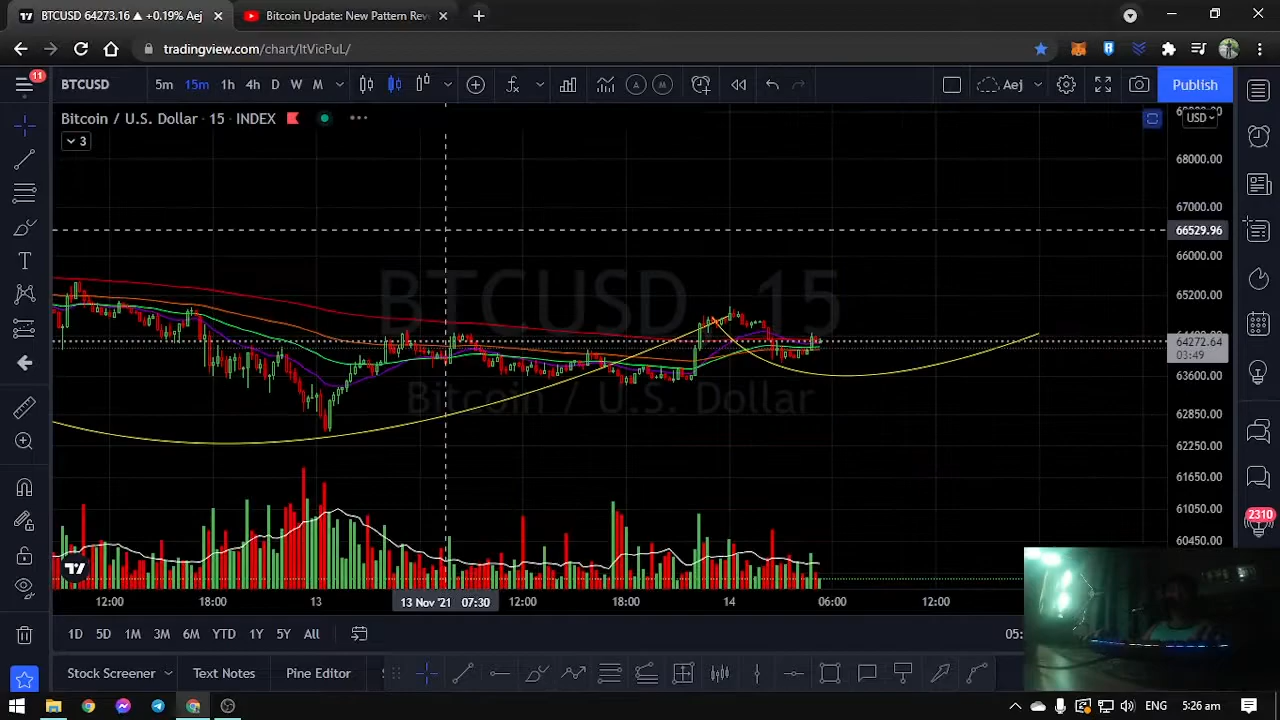 BTCUSD 64273.16 ▲ +0.19% Aej
Bitcoin Update: New Pattern Reve
tradingview.com/chart/ItVicPuL/
11
BTCUSD 5m 15m 1h 4h D W M
Aej
Publish
Bitcoin / U.S. Dollar · 15 · INDEX
USD
3
68000.00
67000.00
66529.96
66000.00
65200.00
BTCUSD 15
64272.64
03:49
63600.00
Bitcoin / U.S. Dollar
62850.00
62250.00
61650.00
61050.00
2310
60450.00
12:00 18:00 13 13 Nov '21 07:30 12:00 18:00 14 06:00 12:00
1D 5D 1M 3M 6M YTD 1Y 5Y All
05:
Stock Screener Text Notes Pine Editor
ENG 5:26 am